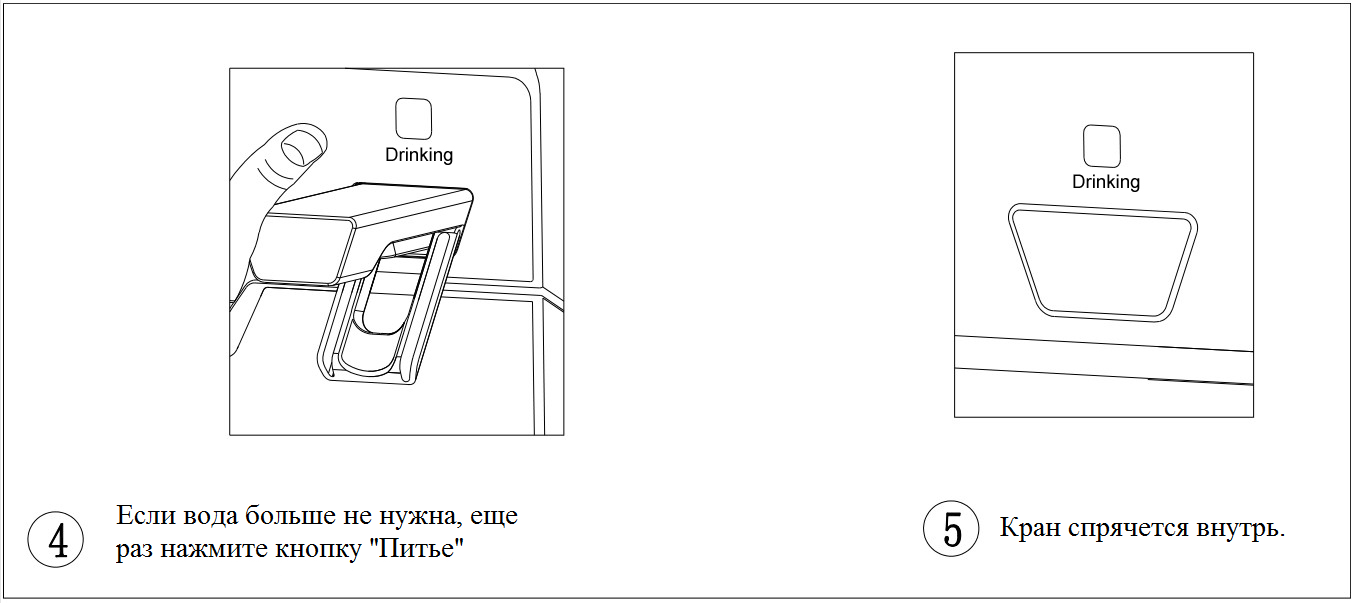 Drinking
Drinking
4
Если вода больше не нужна, еще
раз нажмите кнопку "Питье"
5
Кран спрячется внутрь.